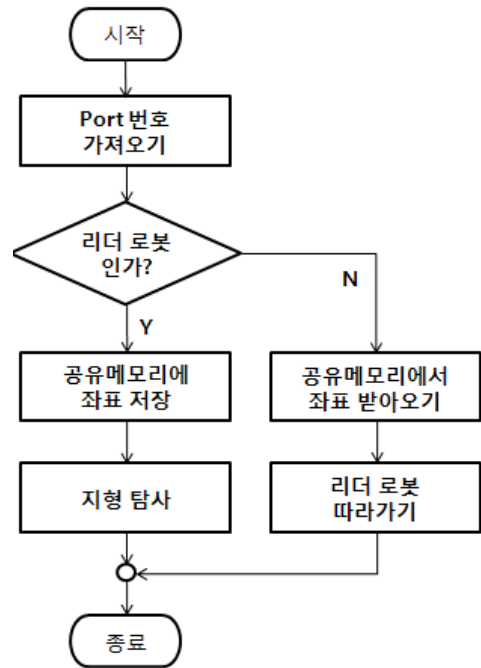 시작
Port 번호
가져오기
리더 로봇
인가?
N
Y
공유메모리에
좌표 저장
공유메모리에서
좌표 받아오기
지형 탐사
리더 로봇
따라가기
종료